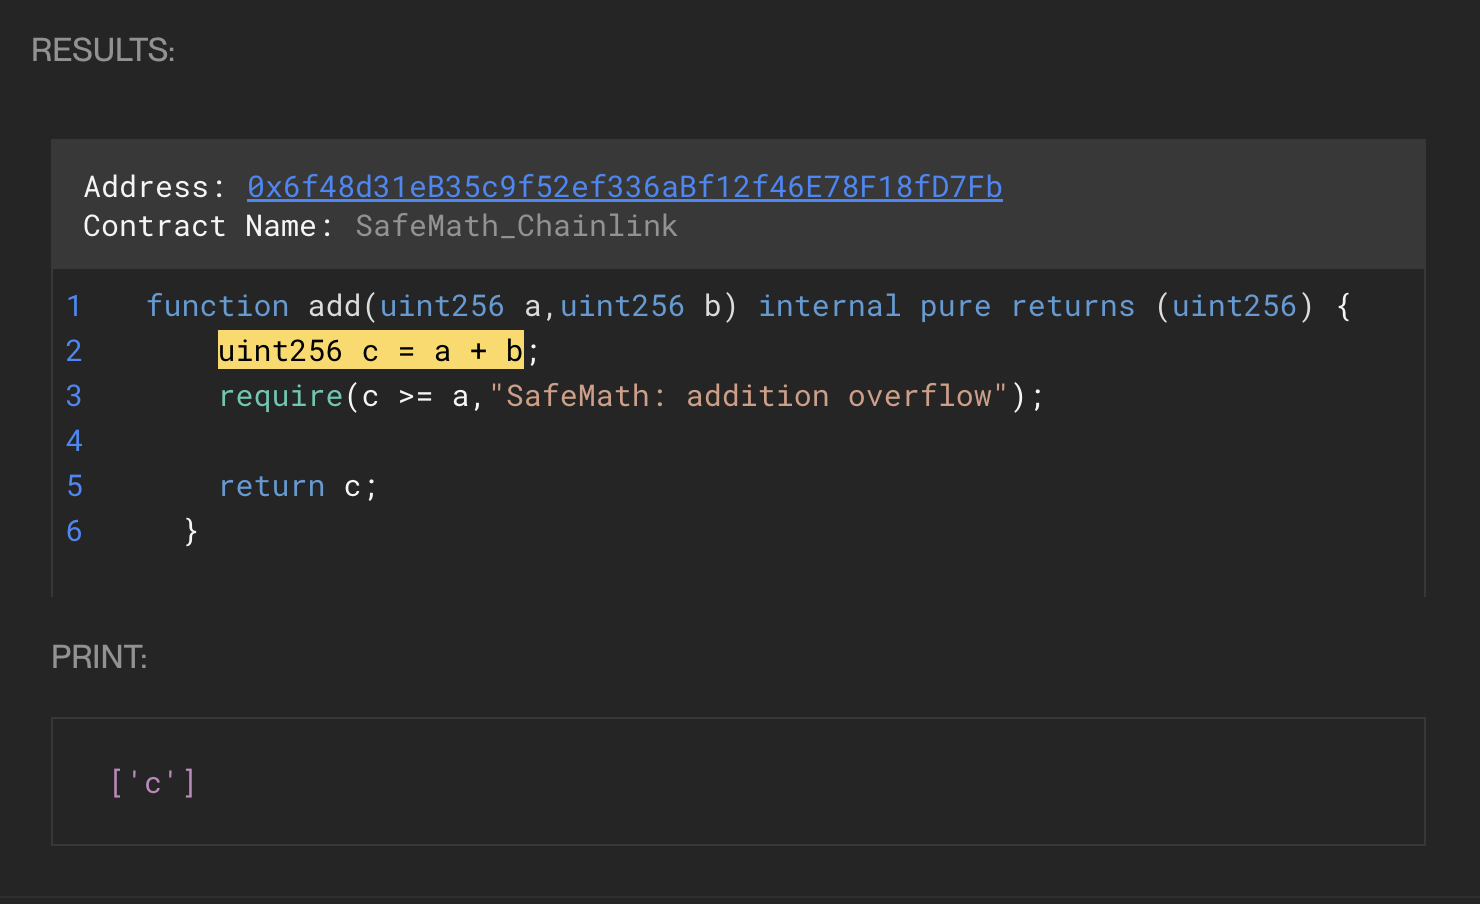 RESULTS:
Address: 0x6f48d31eB35c9f52ef336aBf12f46E78F18fD7Fb
Contract Name: SafeMath_Chainlink
1 function add(uint256 a,uint256 b) internal pure returns (uint256) {
2 uint256 c = a + b;
3 require(c >= a,"SafeMath: addition overflow");
4
5 return c;
6 }
PRINT:
['c']